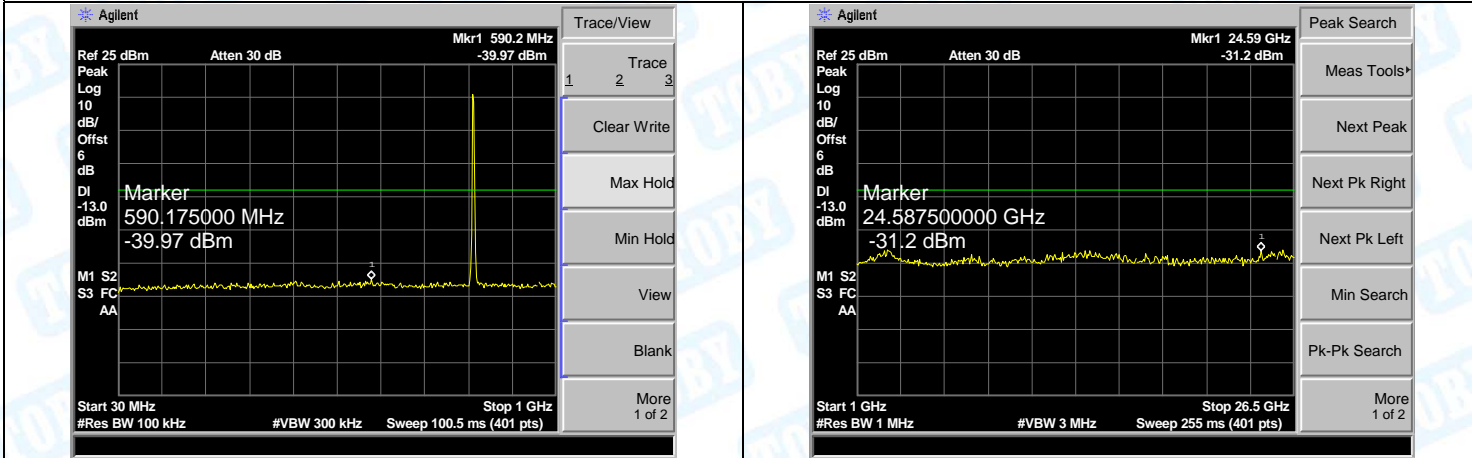 Agilent
Trace/View
Mkr1 590.2 MHz
Ref 25 dBm Atten 30 dB -39.97 dBm
Peak
Log
10
dB/
Offst
6
dB
DI
-13.0
dBm
Marker
590.175000 MHz
-39.97 dBm
1
M1 S2
S3 FC
AA
Start 30 MHz Stop 1 GHz
#Res BW 100 kHz #VBW 300 kHz Sweep 100.5 ms (401 pts)
Trace
1 2 3
Clear Write
Max Hold
Min Hold
View
Blank
More
1 of 2
Agilent
Peak Search
Mkr1 24.59 GHz
Ref 25 dBm Atten 30 dB -31.2 dBm
Peak
Log
10
dB/
Offst
6
dB
DI
-13.0
dBm
Marker
24.587500000 GHz
-31.2 dBm
1
M1 S2
S3 FC
AA
Start 1 GHz Stop 26.5 GHz
#Res BW 1 MHz #VBW 3 MHz Sweep 255 ms (401 pts)
Meas Tools
Next Peak
Next Pk Right
Next Pk Left
Min Search
Pk-Pk Search
More
1 of 2
TOBY